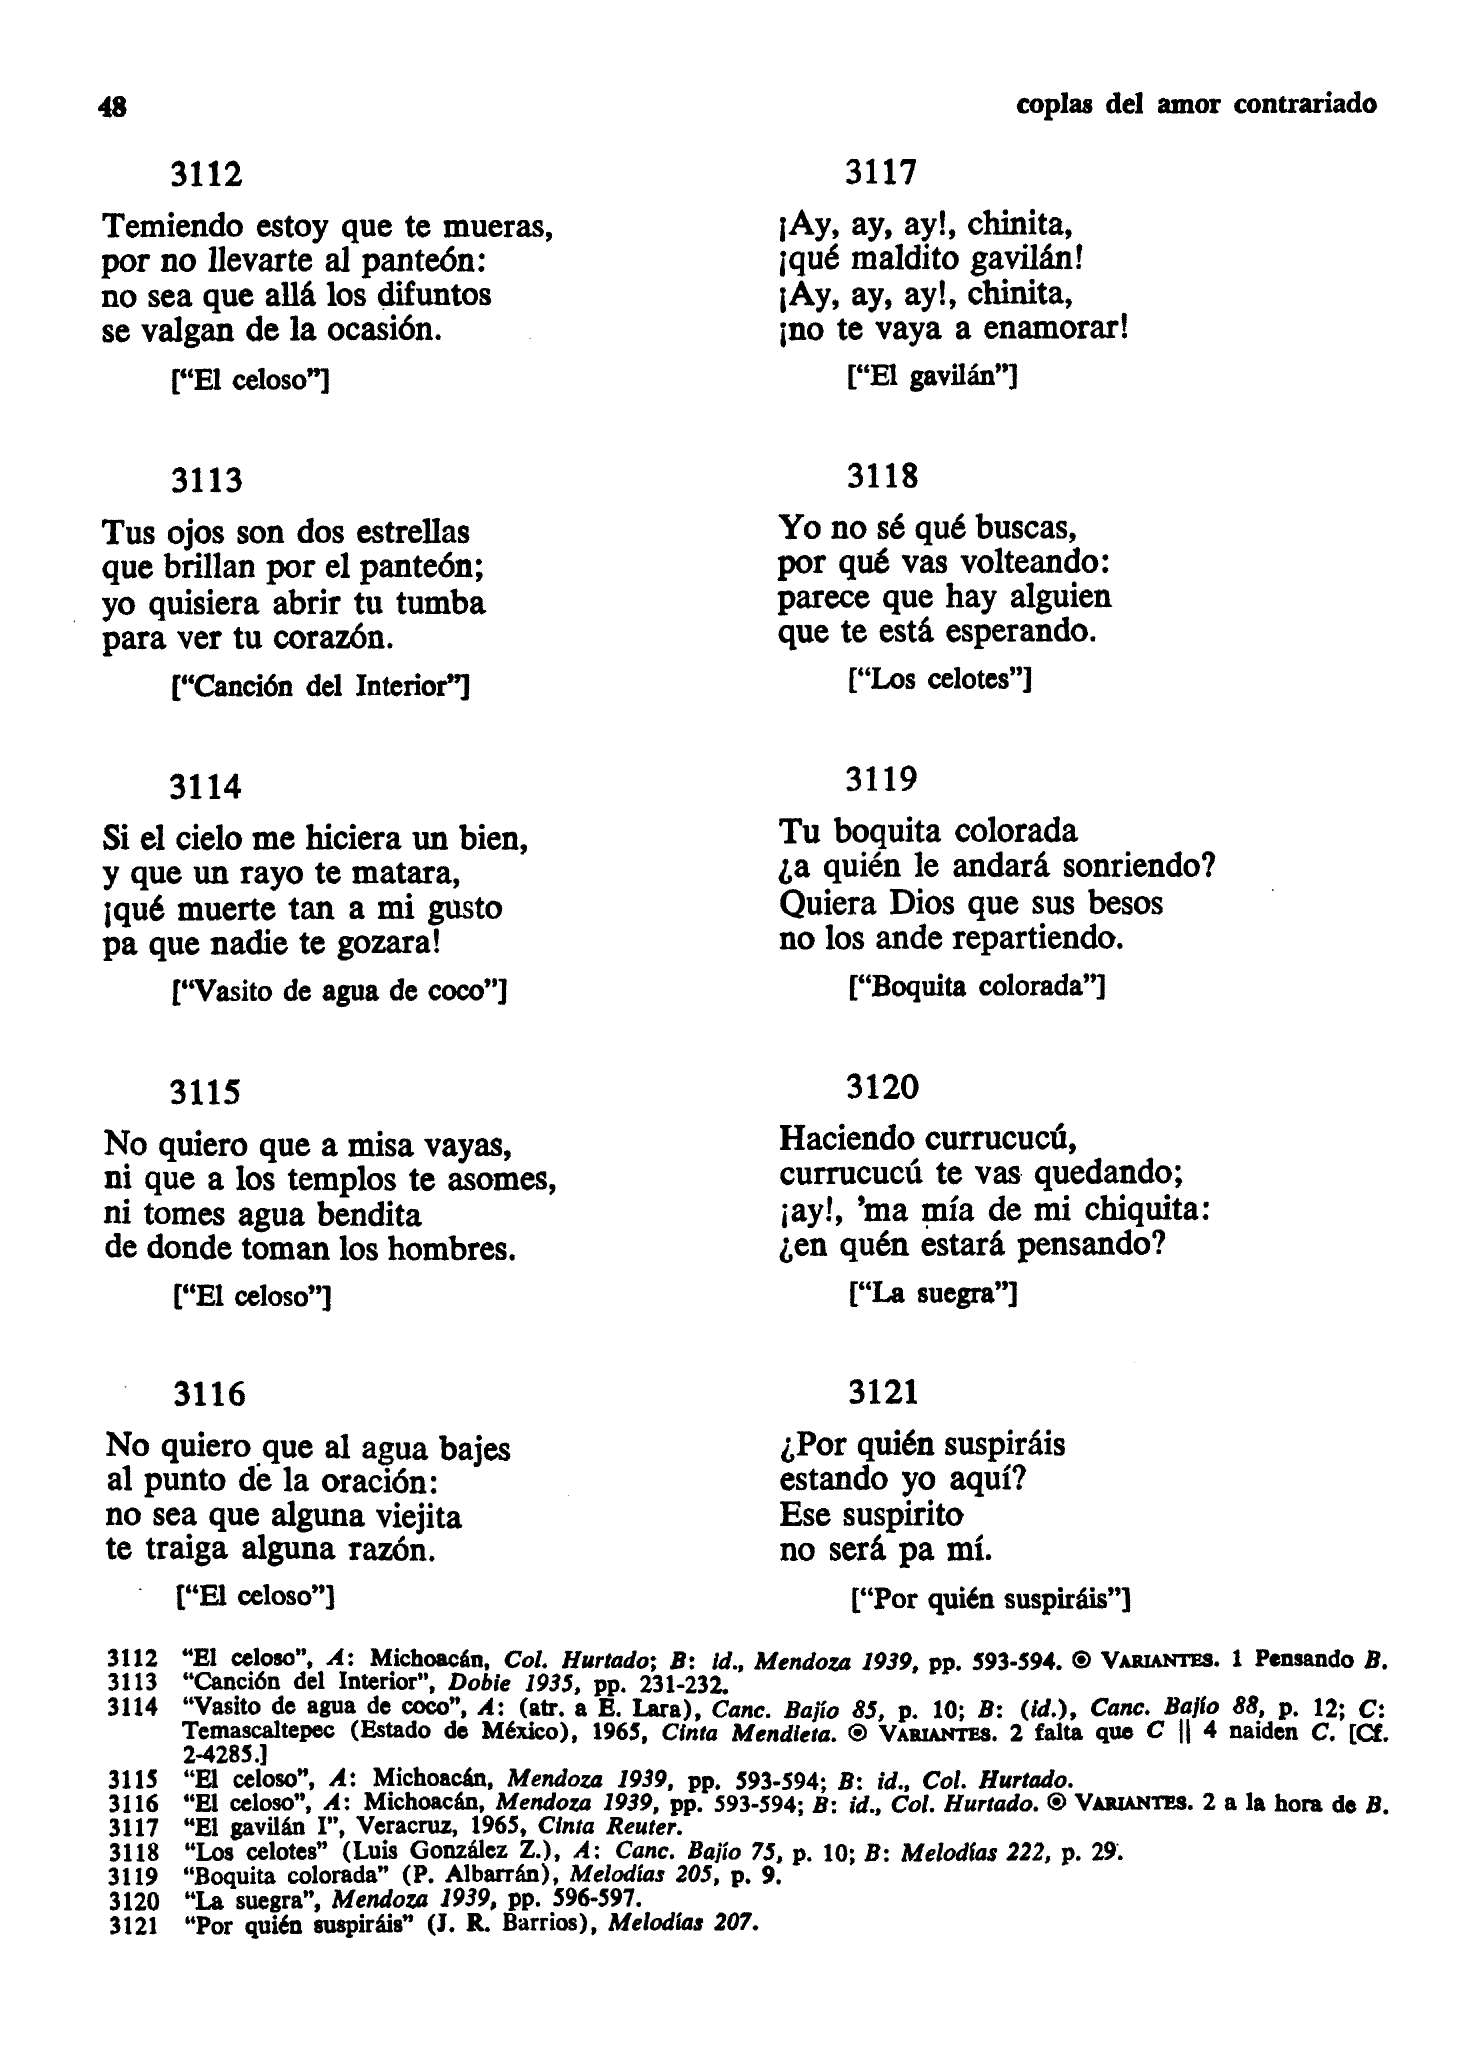 48
coplas del amor contrariado
3112
Temiendo estoy que te mueras,
por no llevarte al panteón:
no sea que allá los difuntos
se valgan de la ocasión.
["El celoso"]
3113
Tus ojos son dos estrellas
que brillan por el panteón;
yo quisiera abrir tu tumba
para ver tu corazón.
["Canción del Interior"]
3114
Si el cielo me hiciera un bien,
y que un rayo te matara,
¡qué muerte tan a mi gusto
pa que nadie te gozara!
["Vasito de agua de coco"]
3115
No quiero que a misa vayas,
ni que a los templos te asomes,
ni tomes agua bendita
de donde toman los hombres.
["El celoso"]
3116
No quiero que al agua bajes
al punto de la oración:
no sea que alguna viejita
te traiga alguna razón.
["El celoso"]
3117
¡Ay, ay, ay!, chinita,
¡qué maldito gavilán!
¡Ay, ay, ay!, chinita,
¡no te vaya a enamorar!
["El gavilán"]
3118
Yo no sé qué buscas,
por qué vas volteando:
parece que hay alguien
que te está esperando.
["Los celotes"]
3119
Tu boquita colorada
¿a quién le andará sonriendo?
Quiera Dios que sus besos
no los ande repartiendo.
["Boquita colorada"]
3120
Haciendo currucucú,
currucucú te vas quedando;
¡ay!, 'ma mía de mi chiquita:
¿en quén estará pensando?
["La suegra"]
3121
¿Por quién suspiráis
estando yo aquí?
Ese suspirito
no será pa mí.
["Por quién suspiráis"]
3112 "El celoso", A: Michoacán, Col. Hurtado; B: id., Mendoza 1939, pp. 593-594. ⊙ VARIANTES. 1 Pensando B.
3113 "Canción del Interior", Dobie 1935, pp. 231-232.
3114 "Vasito de agua de coco", A: (atr. a E. Lara), Canc. Bajío 85, p. 10; B: (id.), Canc. Bajío 88, p. 12; C:
Temascaltepec (Estado de México), 1965, Cinta Mendieta. ⊙ VARIANTES. 2 falta que C || 4 naiden C. [Cf.
2-4285.]
3115 "El celoso", A: Michoacán, Mendoza 1939, pp. 593-594; B: id., Col. Hurtado.
3116 "El celoso", A: Michoacán, Mendoza 1939, pp. 593-594; B: id., Col. Hurtado. ⊙ VARIANTES. 2 a la hora de B.
3117 "El gavilán I", Veracruz, 1965, Cinta Reuter.
3118 "Los celotes" (Luis González Z.), A: Canc. Bajío 75, p. 10; B: Melodías 222, p. 29.
3119 "Boquita colorada" (P. Albarrán), Melodías 205, p. 9.
3120 "La suegra", Mendoza 1939, pp. 596-597.
3121 "Por quién suspiráis" (J. R. Barrios), Melodías 207.